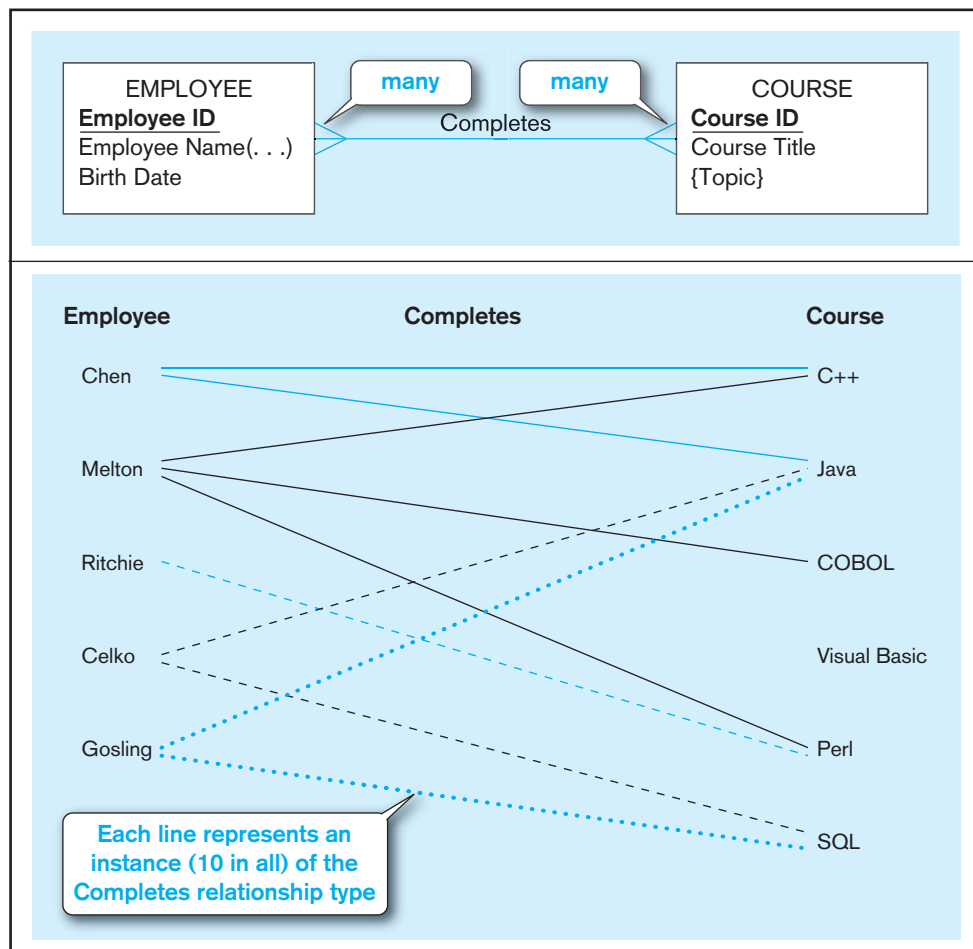 many
many
EMPLOYEE
Employee ID
Employee Name(. . .)
Birth Date
Completes
COURSE
Course ID
Course Title
{Topic}
Employee
Completes
Course
Chen
C++
Melton
Java
Ritchie
COBOL
Celko
Visual Basic
Gosling
Perl
SQL
Each line represents an
instance (10 in all) of the
Completes relationship type